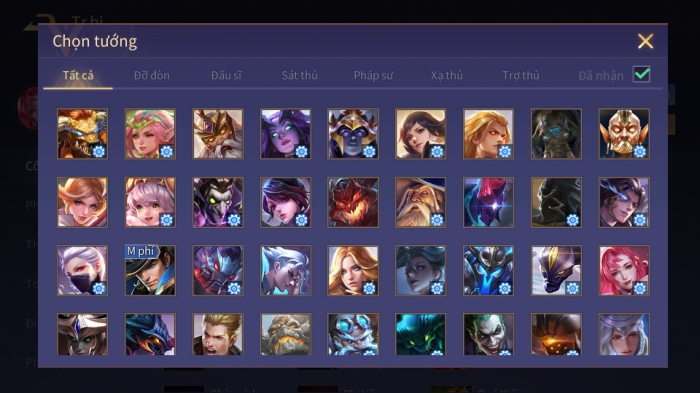 Chọn tướng
Tất cả
Đỡ đòn
Đấu sĩ
Sát thủ
Pháp sư
Xạ thủ
Trợ thủ
Đã nhận
M phí